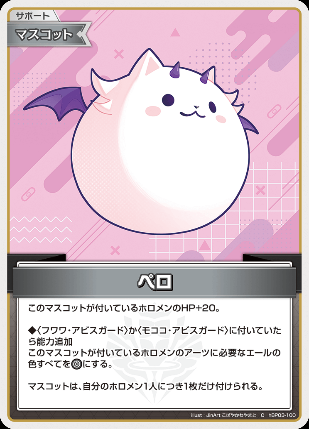 サポート
マスコット
ペロ
このマスコットが付いているホロメンのHP+20。
◆〈フワワ・アビスガード〉か〈モココ・アビスガード〉に付いていた
ら能力追加
このマスコットが付いているホロメンのアーツに必要なエールの
色すべてを◎にする。
マスコットは、自分のホロメン1人につき1枚だけ付けられる。
C hBP03-100